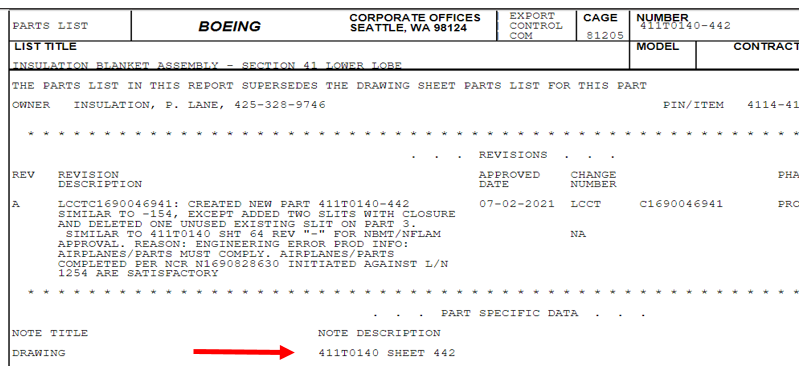 PARTS LIST BOEING CORPORATE OFFICES EXPORT CAGE NUMBER
SEATTLE, WA 98124 CONTROL 411T0140-442
COM 81205
LIST TITLE MODEL CONTRACT
INSULATION BLANKET ASSEMBLY - SECTION 41 LOWER LOBE
THE PARTS LIST IN THIS REPORT SUPERSEDES THE DRAWING SHEET PARTS LIST FOR THIS PART
OWNER INSULATION, P. LANE, 425-328-9746 PIN/ITEM 4114-41
* * * * * * * * * * * * * * * * * * * * * * * * * * * * * * * * * * * * * * * * * * * * * * * *
. . . REVISIONS . . .
REV REVISION APPROVED CHANGE PHA
DESCRIPTION DATE NUMBER
A LCCTC1690046941: CREATED NEW PART 411T0140-442 07-02-2021 LCCT C1690046941 PRO
SIMILAR TO -154, EXCEPT ADDED TWO SLITS WITH CLOSURE
AND DELETED ONE UNUSED EXISTING SLIT ON PART 3.
SIMILAR TO 411T0140 SHT 64 REV "-" FOR NBMT/NFLAM NA
APPROVAL. REASON: ENGINEERING ERROR PROD INFO:
AIRPLANES/PARTS MUST COMPLY. AIRPLANES/PARTS
COMPLETED PER NCR N1690828630 INITIATED AGAINST L/N
1254 ARE SATISFACTORY
* * * * * * * * * * * * * * * * * * * * * * * * * * * * * * * * * * * * * * * * * * * * * * * *
. . . PART SPECIFIC DATA . . .
NOTE TITLE NOTE DESCRIPTION
DRAWING 411T0140 SHEET 442